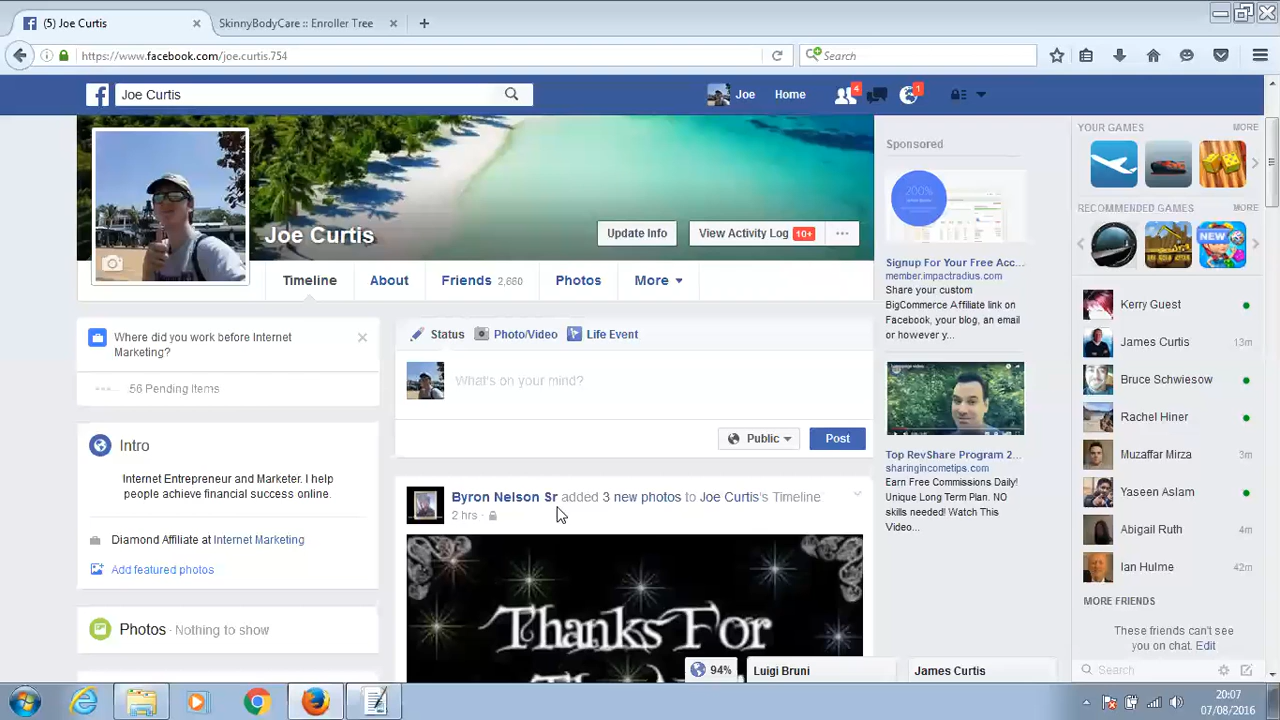 (5) Joe Curtis
SkinnyBodyCare :: Enroller Tree
https://www.facebook.com/joe.curtis.754
Search
Joe Curtis
Joe
Home
4
1
Joe Curtis
Update Info
View Activity Log 10+
Timeline
About
Friends 2,660
Photos
More
Where did you work before Internet
Marketing?
56 Pending Items
Intro
Internet Entrepreneur and Marketer. I help
people achieve financial success online.
Diamond Affiliate at Internet Marketing
Add featured photos
Photos · Nothing to show
Status
Photo/Video
Life Event
What's on your mind?
Public
Post
Byron Nelson Sr added 3 new photos to Joe Curtis's Timeline
2 hrs ·
Thanks For
Sponsored
200%
Signup For Your Free Acc...
member.impactradius.com
Share your custom
BigCommerce Affiliate link on
Facebook, your blog, an email
or however y...
Top RevShare Program 2...
sharingincometips.com
Earn Free Commissions Daily!
Unique Long Term Plan. NO
skills needed! Watch This
Video...
YOUR GAMES
MORE
RECOMMENDED GAMES
MORE
NEW
Kerry Guest
James Curtis 13m
Bruce Schwiesow
Rachel Hiner
Muzaffar Mirza 3m
Yaseen Aslam
Abigail Ruth 4m
Ian Hulme 42m
MORE FRIENDS
These friends can't see
you on chat. Edit
Search
94%
Luigi Bruni
James Curtis
20:07
07/08/2016